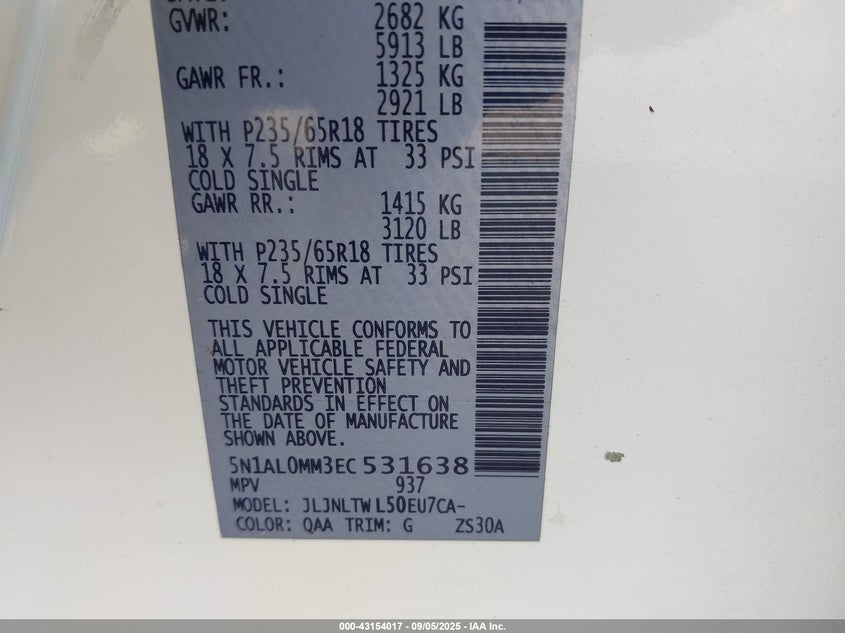 GVWR: 2682 KG
5913 LB
GAWR FR.: 1325 KG
2921 LB
WITH P235/65R18 TIRES
18 X 7.5 RIMS AT 33 PSI
COLD SINGLE
GAWR RR.: 1415 KG
3120 LB
WITH P235/65R18 TIRES
18 X 7.5 RIMS AT 33 PSI
COLD SINGLE
THIS VEHICLE CONFORMS TO
ALL APPLICABLE FEDERAL
MOTOR VEHICLE SAFETY AND
THEFT PREVENTION
STANDARDS IN EFFECT ON
THE DATE OF MANUFACTURE
SHOWN ABOVE.
5N1AL0MM3EC531638
MPV 937
MODEL: JLJNLTWL50EU7CA-
COLOR: QAA TRIM: G ZS30A
000-43154017 - 09/05/2025 - IAA Inc.